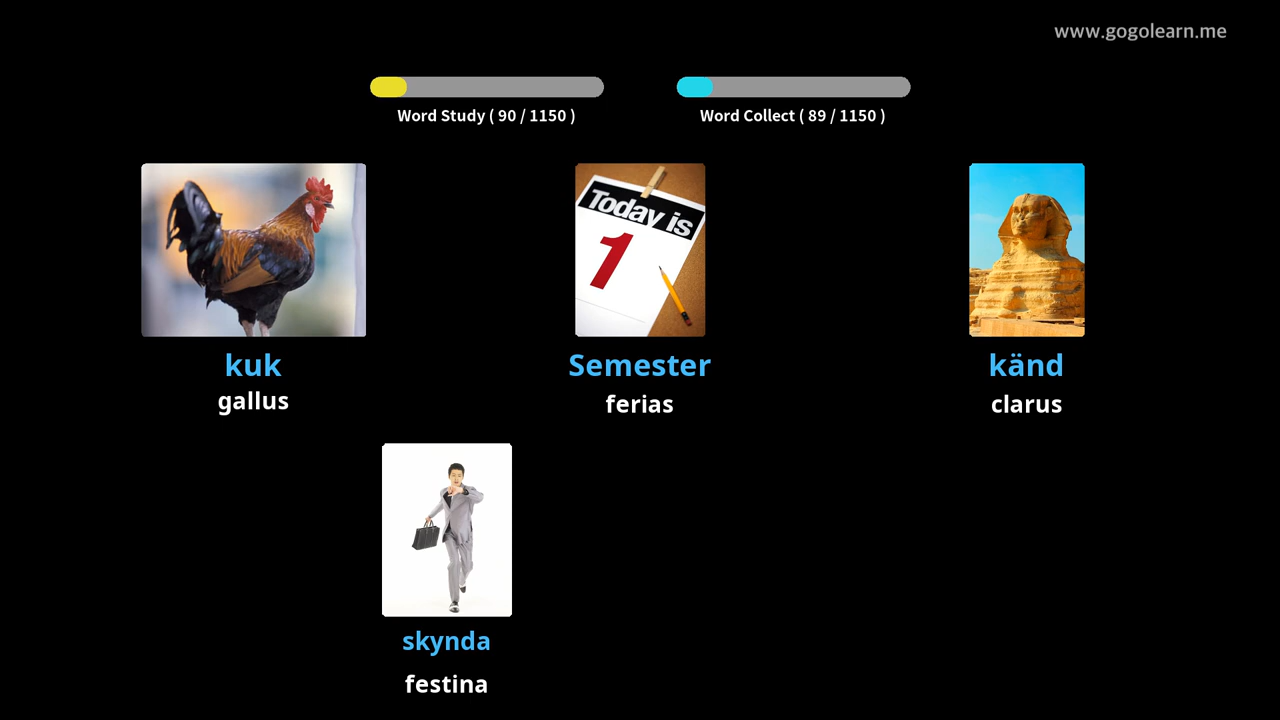 www.gogolearn.me
Word Study ( 90 / 1150 )
Word Collect ( 89 / 1150 )
Today is
1
kuk
Semester
känd
gallus
ferias
clarus
skynda
festina